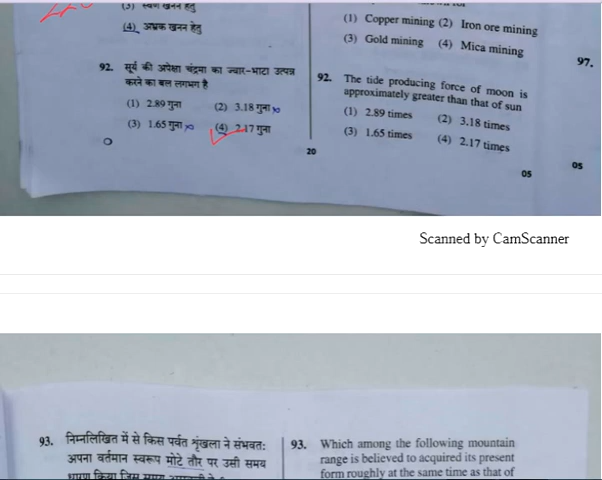 (3) स्वर्ण खनन हेतु
(4) अभ्रक खनन हेतु
(1) Copper mining (2) Iron ore mining
(3) Gold mining (4) Mica mining
97.
92. सूर्य की अपेक्षा चंद्रमा का ज्वार-भाटा उत्पन्न
करने का बल लगभग है
(1) 2.89 गुना (2) 3.18 गुना
(3) 1.65 गुना (4) 2.17 गुना
92. The tide producing force of moon is
approximately greater than that of sun
(1) 2.89 times (2) 3.18 times
(3) 1.65 times (4) 2.17 times
20
05
05
Scanned by CamScanner
93. निम्नलिखित में से किस पर्वत शृंखला ने संभवतः
अपना वर्तमान स्वरूप मोटे तौर पर उसी समय
93. Which among the following mountain
range is believed to acquired its present
form roughly at the same time as that of